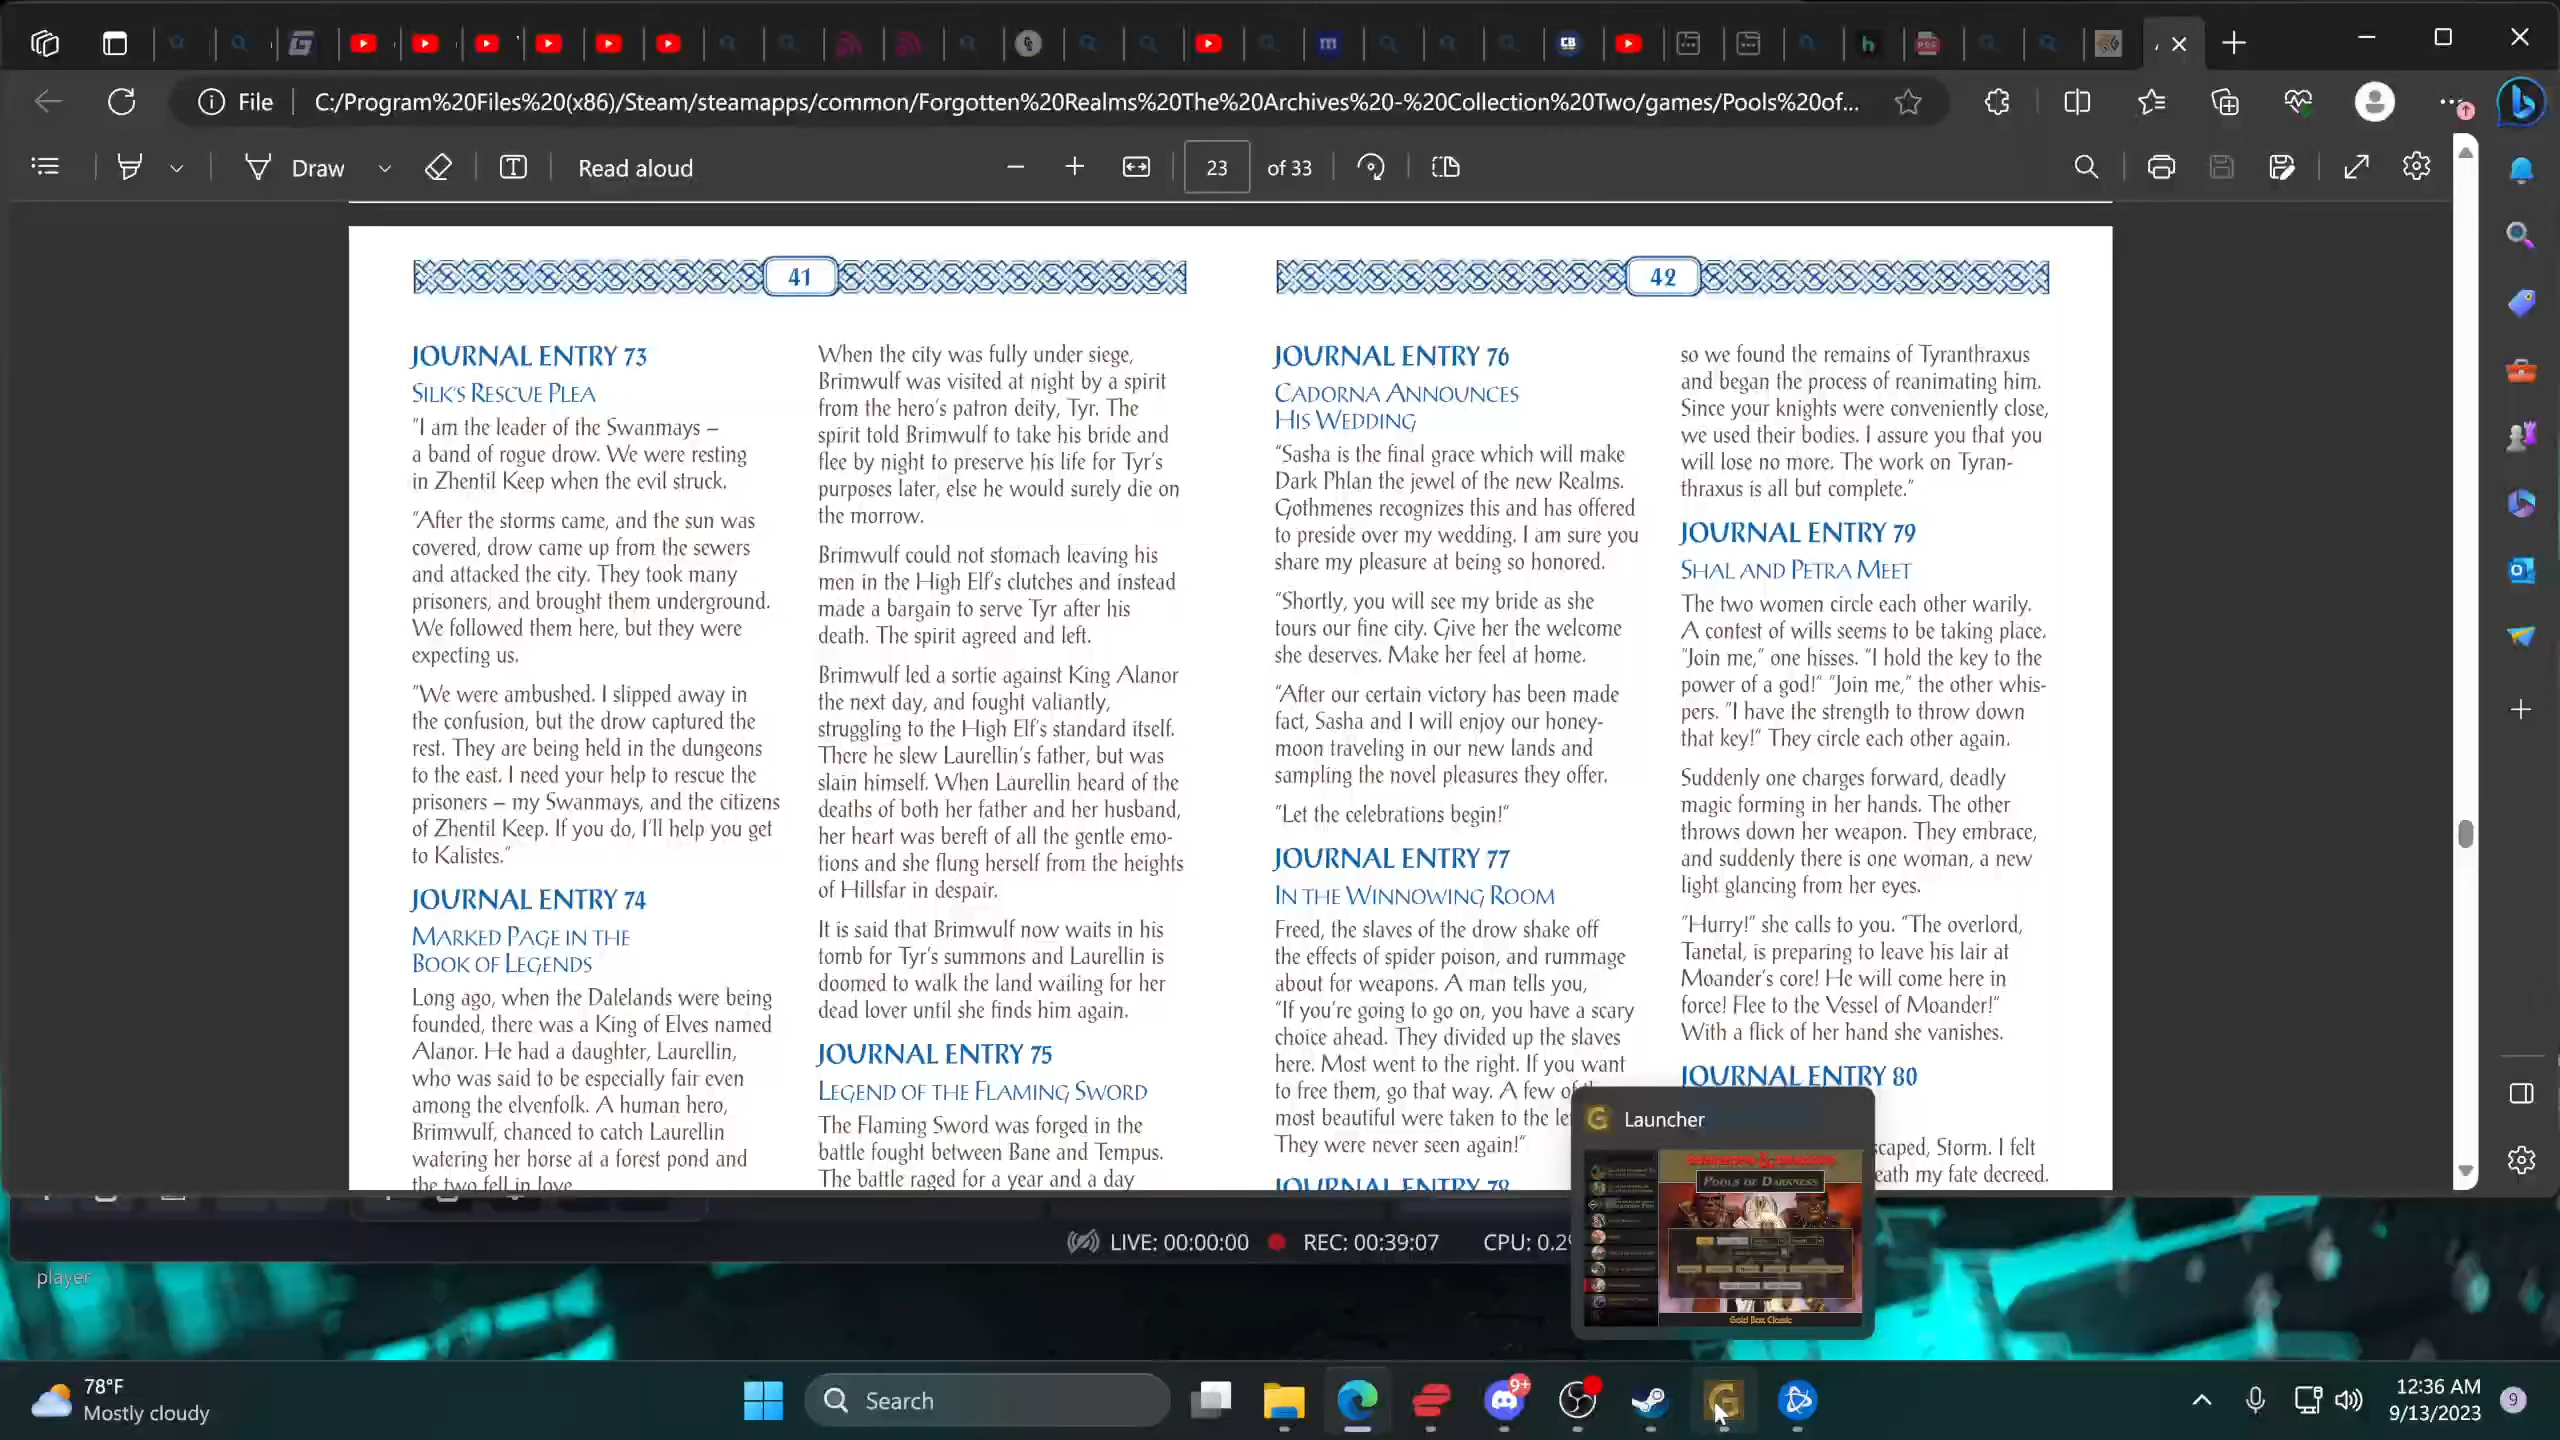 File
C:/Program%20Files%20(x86)/Steam/steamapps/common/Forgotten%20Realms%20The%20Archives%20-%20Collection%20Two/games/Pools%20of...
Draw
Read aloud
23
of 33
41
JOURNAL ENTRY 73
SILK'S RESCUE PLEA
"I am the leader of the Swanmays –
a band of rogue drow. We were resting
in Zhentil Keep when the evil struck.
"After the storms came, and the sun was
covered, drow came up from the sewers
and attacked the city. They took many
prisoners, and brought them underground.
We followed them here, but they were
expecting us.
"We were ambushed. I slipped away in
the confusion, but the drow captured the
rest. They are being held in the dungeons
to the east. I need your help to rescue the
prisoners – my Swanmays, and the citizens
of Zhentil Keep. If you do, I'll help you get
to Kalistes."
JOURNAL ENTRY 74
MARKED PAGE IN THE
BOOK OF LEGENDS
Long ago, when the Dalelands were being
founded, there was a King of Elves named
Alanor. He had a daughter, Laurellin,
who was said to be especially fair even
among the elvenfolk. A human hero,
Brimwulf, chanced to catch Laurellin
watering her horse at a forest pond and
the two fell in love
When the city was fully under siege,
Brimwulf was visited at night by a spirit
from the hero's patron deity, Tyr. The
spirit told Brimwulf to take his bride and
flee by night to preserve his life for Tyr's
purposes later, else he would surely die on
the morrow.
Brimwulf could not stomach leaving his
men in the High Elf's clutches and instead
made a bargain to serve Tyr after his
death. The spirit agreed and left.
Brimwulf led a sortie against King Alanor
the next day, and fought valiantly,
struggling to the High Elf's standard itself.
There he slew Laurellin's father, but was
slain himself. When Laurellin heard of the
deaths of both her father and her husband,
her heart was bereft of all the gentle emo-
tions and she flung herself from the heights
of Hillsfar in despair.
It is said that Brimwulf now waits in his
tomb for Tyr's summons and Laurellin is
doomed to walk the land wailing for her
dead lover until she finds him again.
JOURNAL ENTRY 75
LEGEND OF THE FLAMING SWORD
The Flaming Sword was forged in the
battle fought between Bane and Tempus.
The battle raged for a year and a day
42
JOURNAL ENTRY 76
CADORNA ANNOUNCES
HIS WEDDING
"Sasha is the final grace which will make
Dark Phlan the jewel of the new Realms.
Gothmenes recognizes this and has offered
to preside over my wedding. I am sure you
share my pleasure at being so honored.
"Shortly, you will see my bride as she
tours our fine city. Give her the welcome
she deserves. Make her feel at home.
"After our certain victory has been made
fact, Sasha and I will enjoy our honey-
moon traveling in our new lands and
sampling the novel pleasures they offer.
"Let the celebrations begin!"
JOURNAL ENTRY 77
IN THE WINNOWING ROOM
Freed, the slaves of the drow shake off
the effects of spider poison, and rummage
about for weapons. A man tells you,
"If you're going to go on, you have a scary
choice ahead. They divided up the slaves
here. Most went to the right. If you want
to free them, go that way. A few of
most beautiful were taken to the
They were never seen again!"
JOURNAL ENTRY 78
so we found the remains of Tyranthraxus
and began the process of reanimating him.
Since your knights were conveniently close,
we used their bodies. I assure you that you
will lose no more. The work on Tyran-
thraxus is all but complete."
JOURNAL ENTRY 79
SHAL AND PETRA MEET
The two women circle each other warily.
A contest of wills seems to be taking place.
"Join me," one hisses. "I hold the key to the
power of a god!" "Join me," the other whis-
pers. "I have the strength to throw down
that key!" They circle each other again.
Suddenly one charges forward, deadly
magic forming in her hands. The other
throws down her weapon. They embrace,
and suddenly there is one woman, a new
light glancing from her eyes.
"Hurry!" she calls to you. "The overlord,
Tanetal, is preparing to leave his lair at
Moander's core! He will come here in
force! Flee to the Vessel of Moander!"
With a flick of her hand she vanishes.
JOURNAL ENTRY 80
scaped, Storm. I felt
eath my fate decreed.
Launcher
DUNGEONS & DRAGONS
POOLS OF DARKNESS
Gold Box Classic
LIVE: 00:00:00
REC: 00:39:07
CPU: 0.2%
player
78°F
Mostly cloudy
Search
9+
12:36 AM
9/13/2023
9